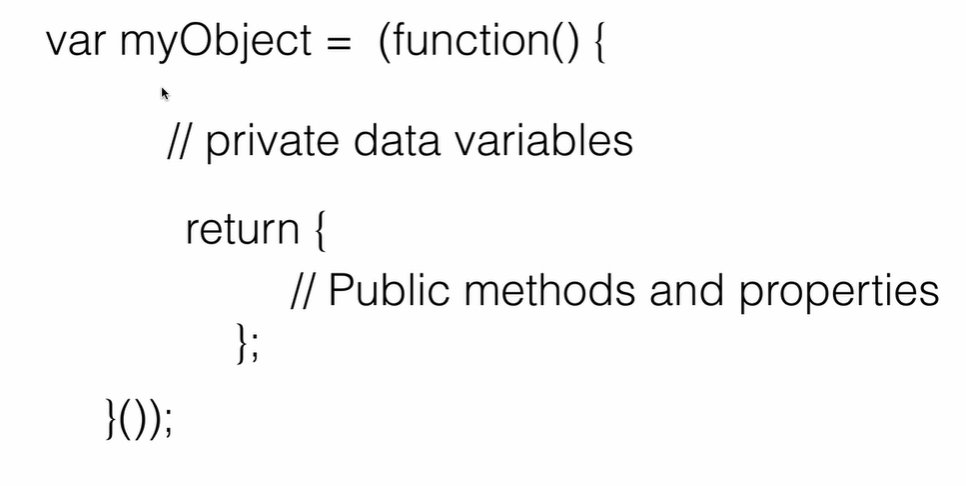 var myObject = (function() {
// private data variables
return {
// Public methods and properties
};
}());